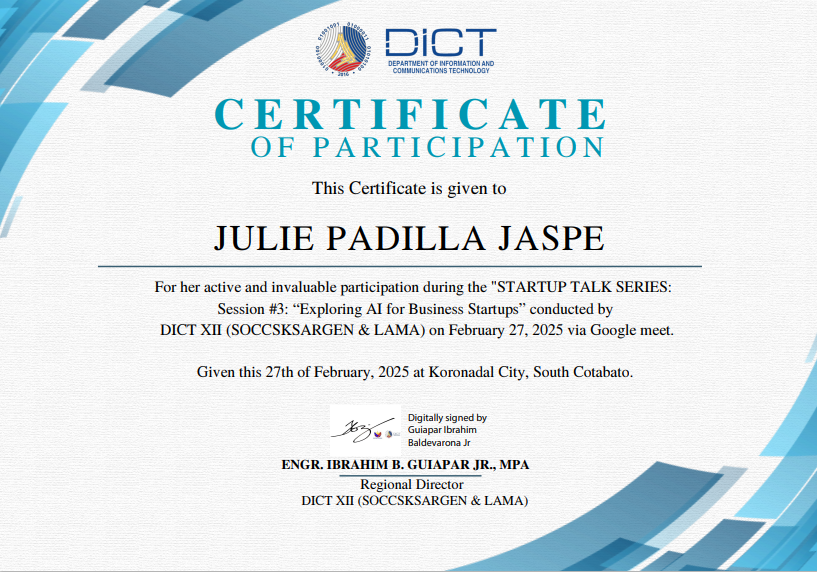 DICT
DEPARTMENT OF INFORMATION AND
COMMUNICATIONS TECHNOLOGY
2016
CERTIFICATE
OF PARTICIPATION
This Certificate is given to
JULIE PADILLA JASPE
For her active and invaluable participation during the "STARTUP TALK SERIES:
Session #3: “Exploring AI for Business Startups” conducted by
DICT XII (SOCCSKSARGEN & LAMA) on February 27, 2025 via Google meet.
Given this 27th of February, 2025 at Koronadal City, South Cotabato.
Digitally signed by
Guiapar Ibrahim
Baldevarona Jr
ENGR. IBRAHIM B. GUIAPAR JR., MPA
Regional Director
DICT XII (SOCCSKSARGEN & LAMA)